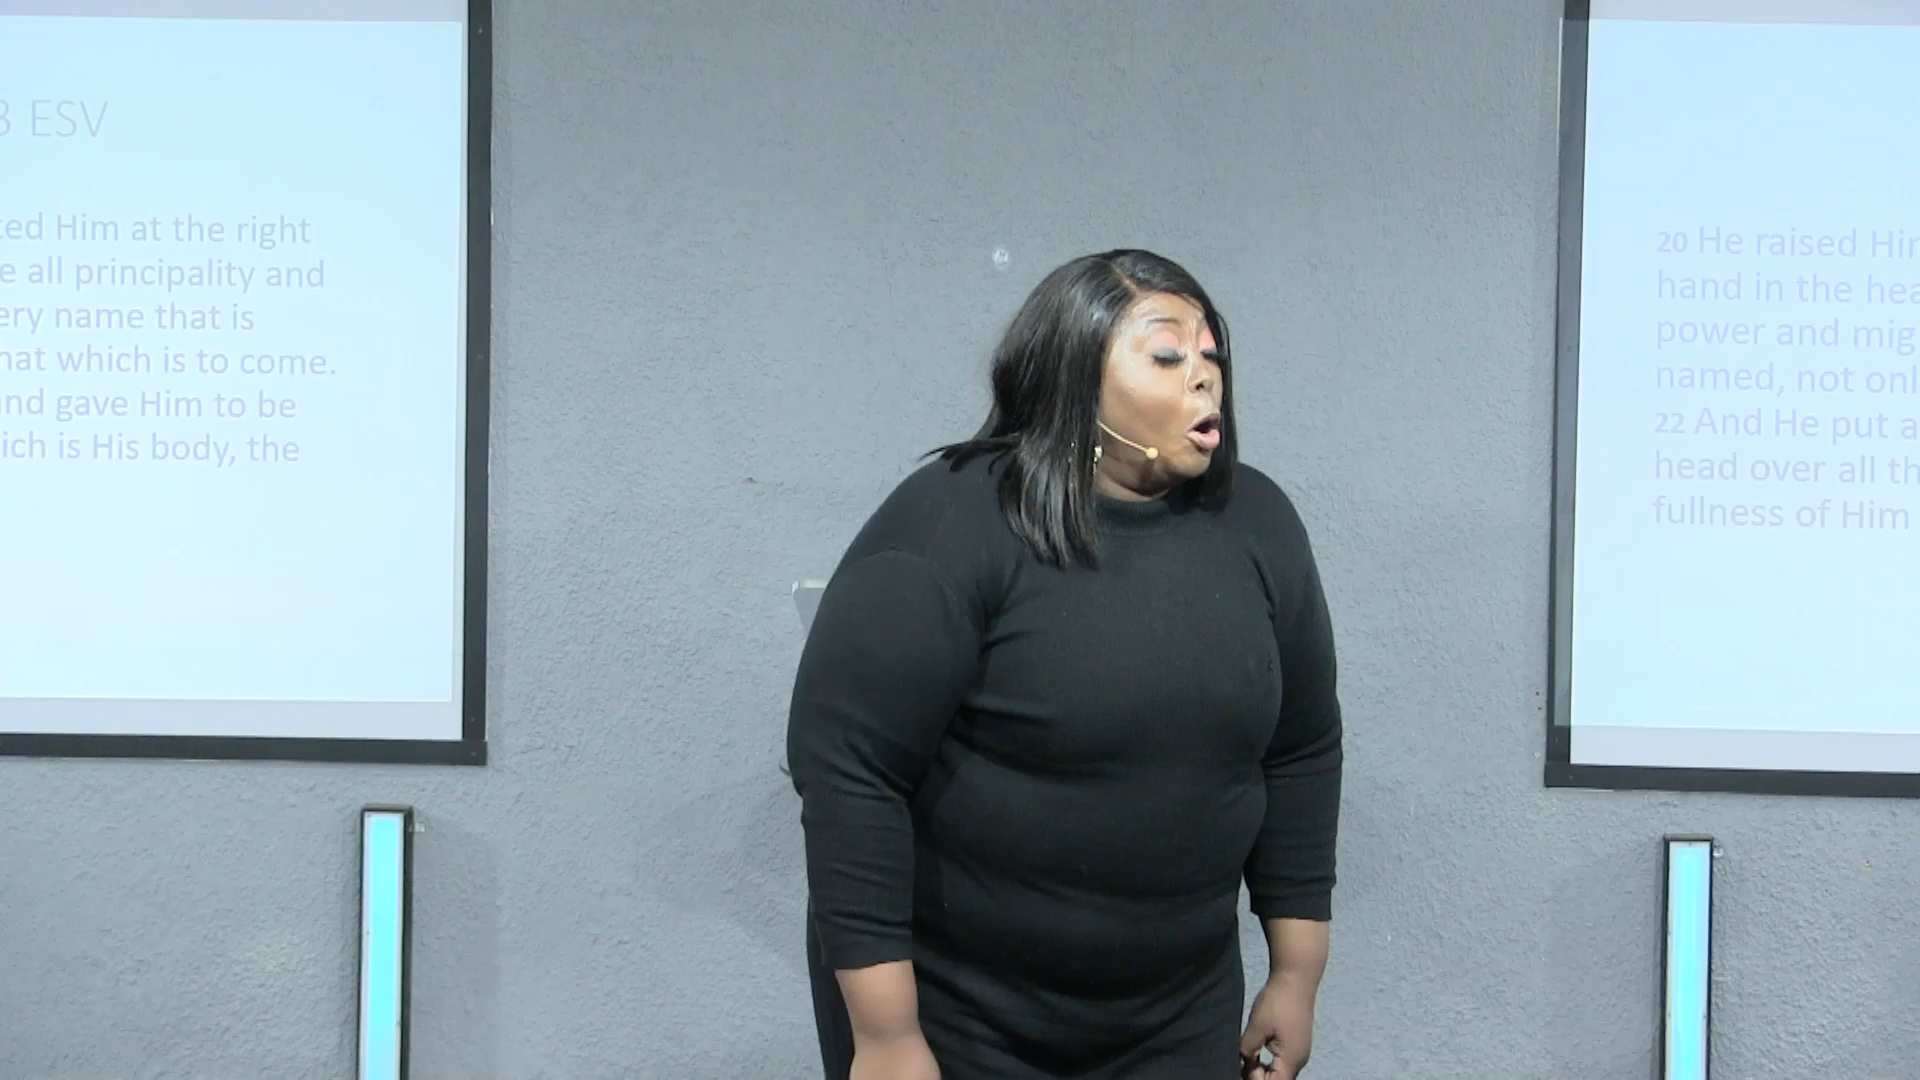 3 ESV
ted Him at the right
e all principality and
ery name that is
hat which is to come.
and gave Him to be
ich is His body, the
20 He raised Hir
hand in the hea
power and mig
named, not onl
22 And He put a
head over all th
fullness of Him